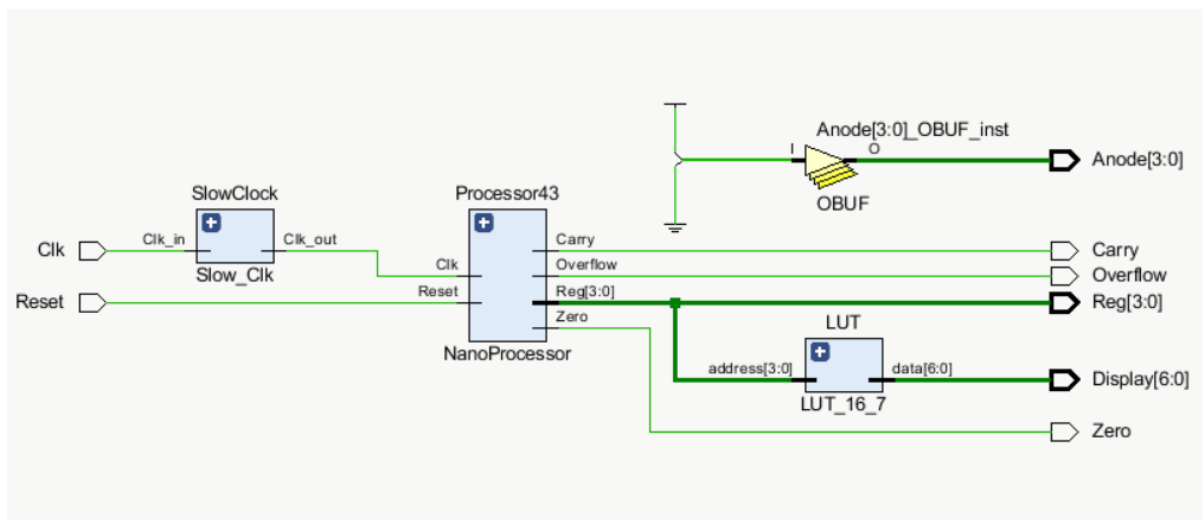 Anode[3:0]_OBUF_inst
I
O
Anode[3:0]
OBUF
SlowClock
Processor43
Clk
Clk_in
Clk_out
Slow_Clk
Clk
Carry
Carry
Overflow
Overflow
Reset
Reset
Reg[3:0]
Reg[3:0]
Zero
NanoProcessor
LUT
address[3:0]
data[6:0]
Display[6:0]
LUT_16_7
Zero